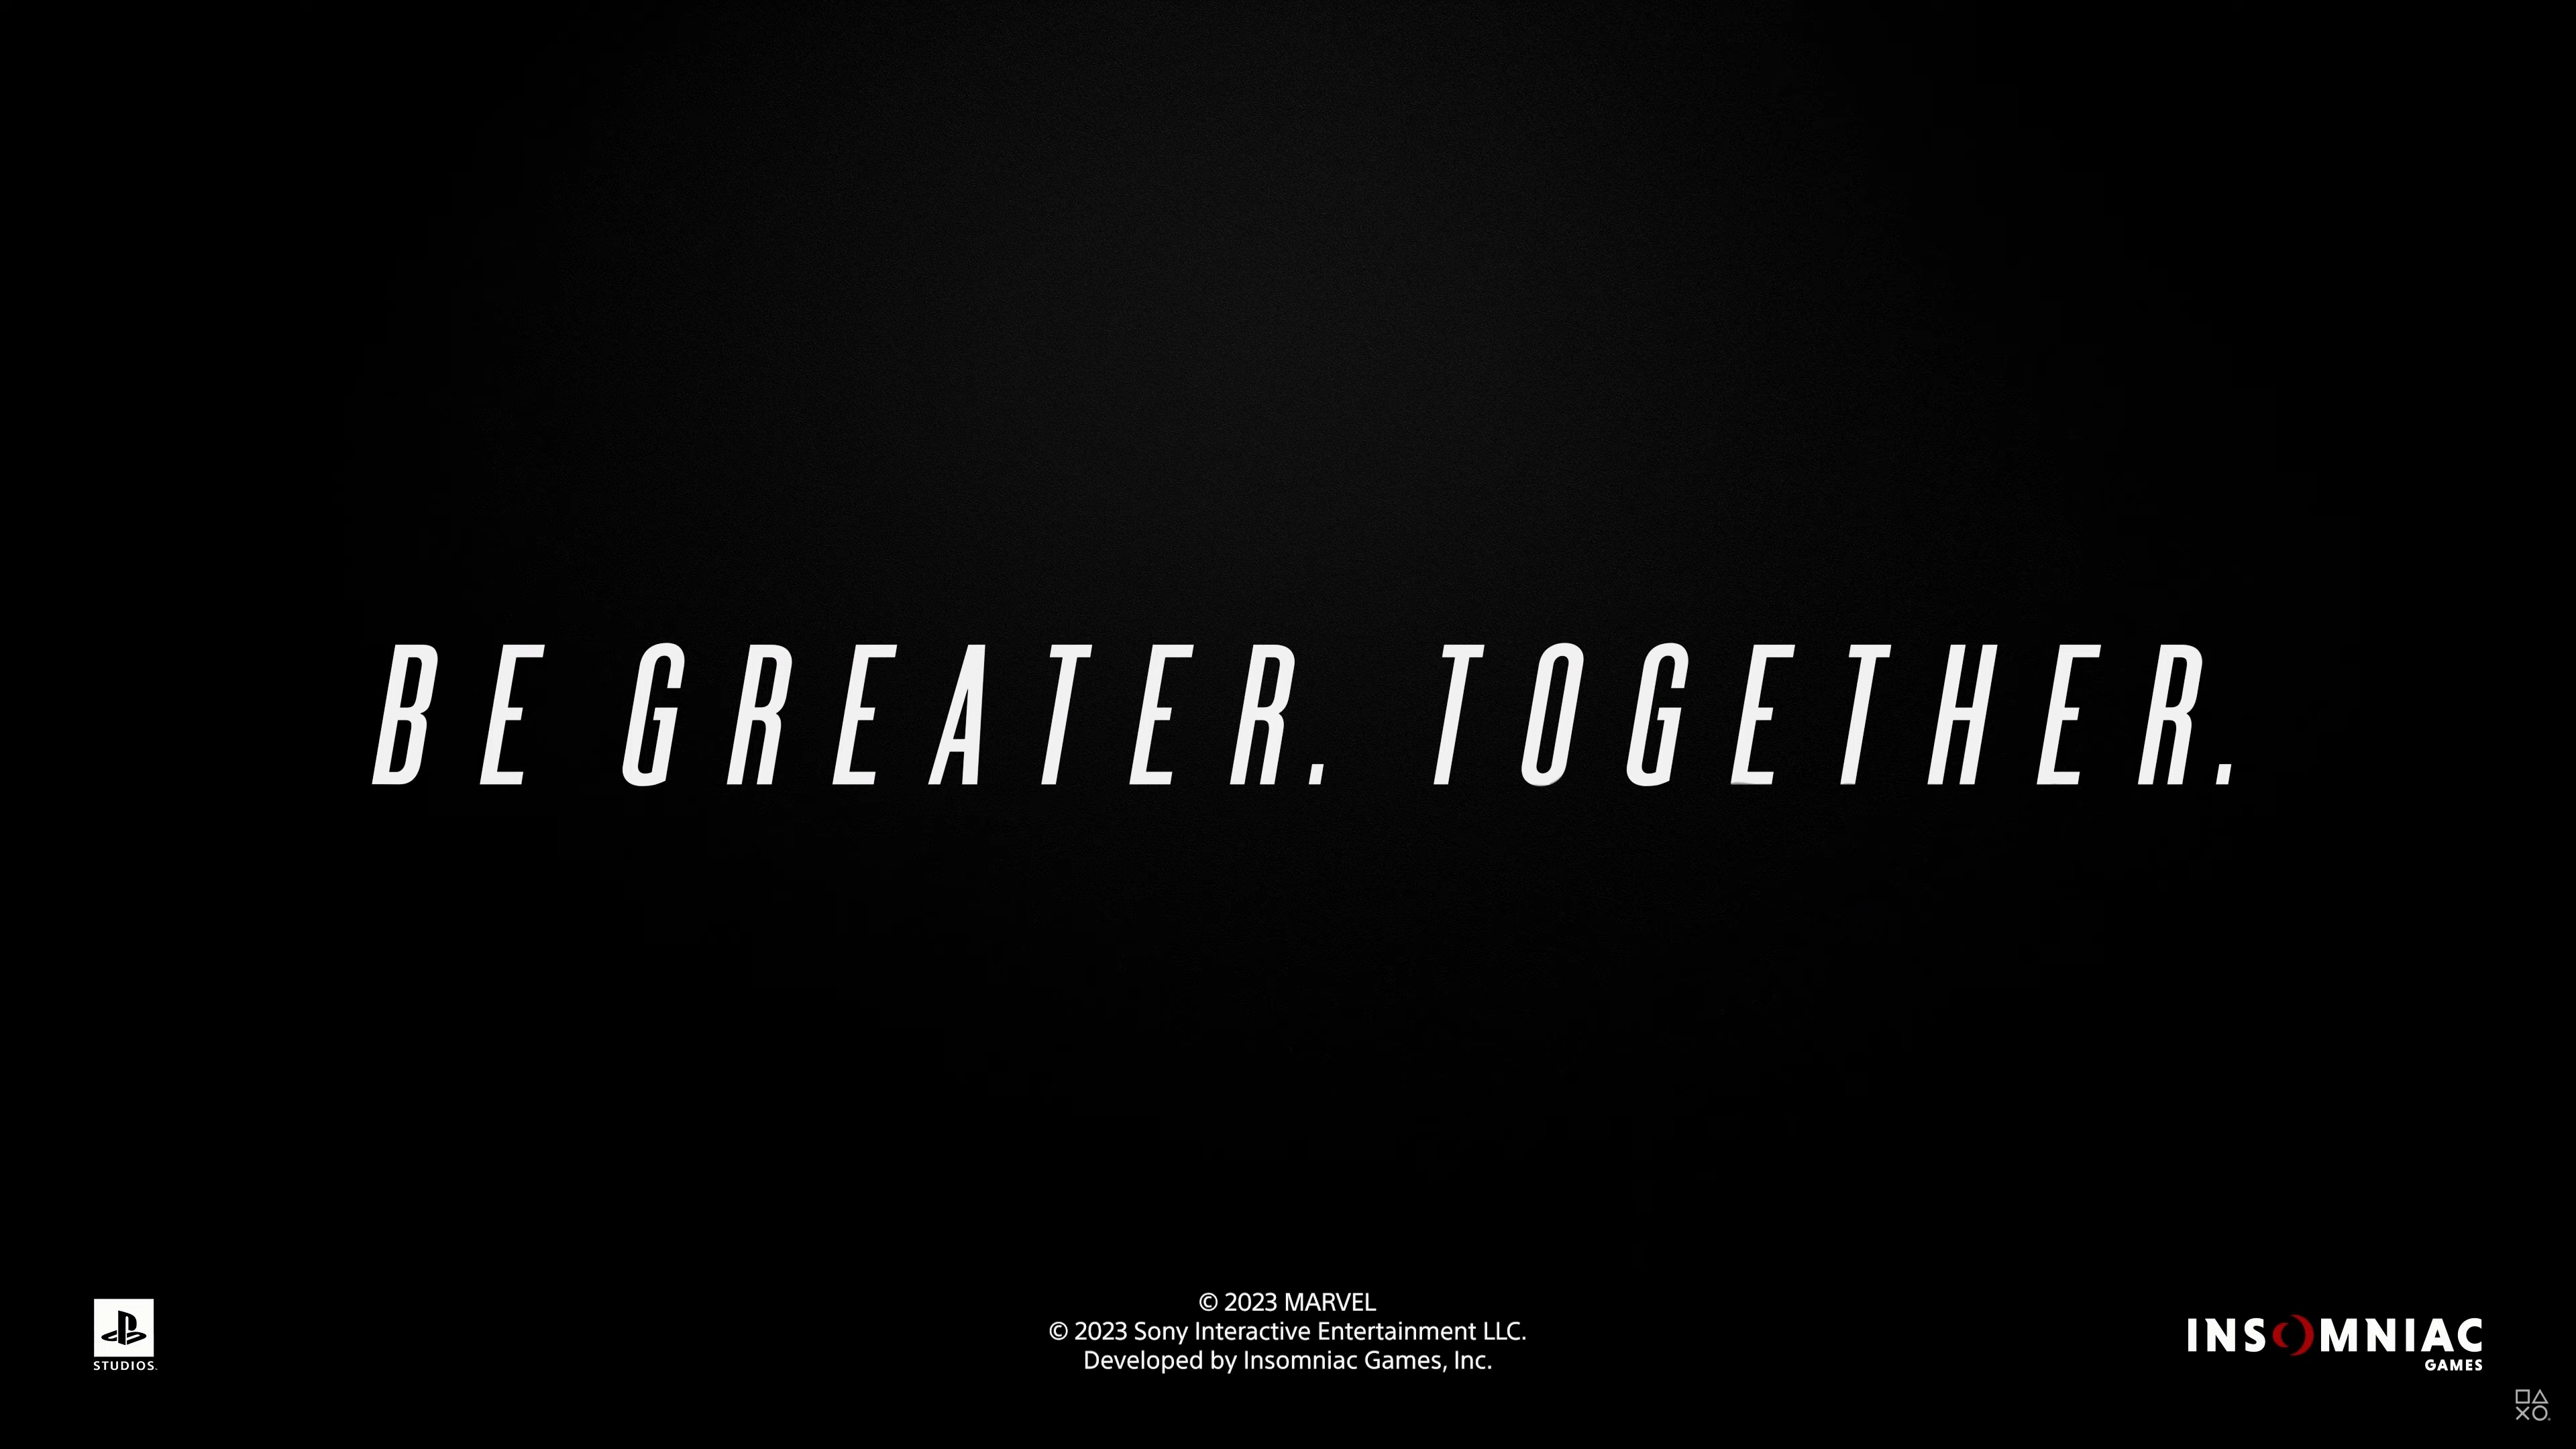 BE GREATER. TOGETHER.
© 2023 MARVEL
© 2023 Sony Interactive Entertainment LLC.
Developed by Insomniac Games, Inc.
STUDIOS
INSOMNIAC
GAMES